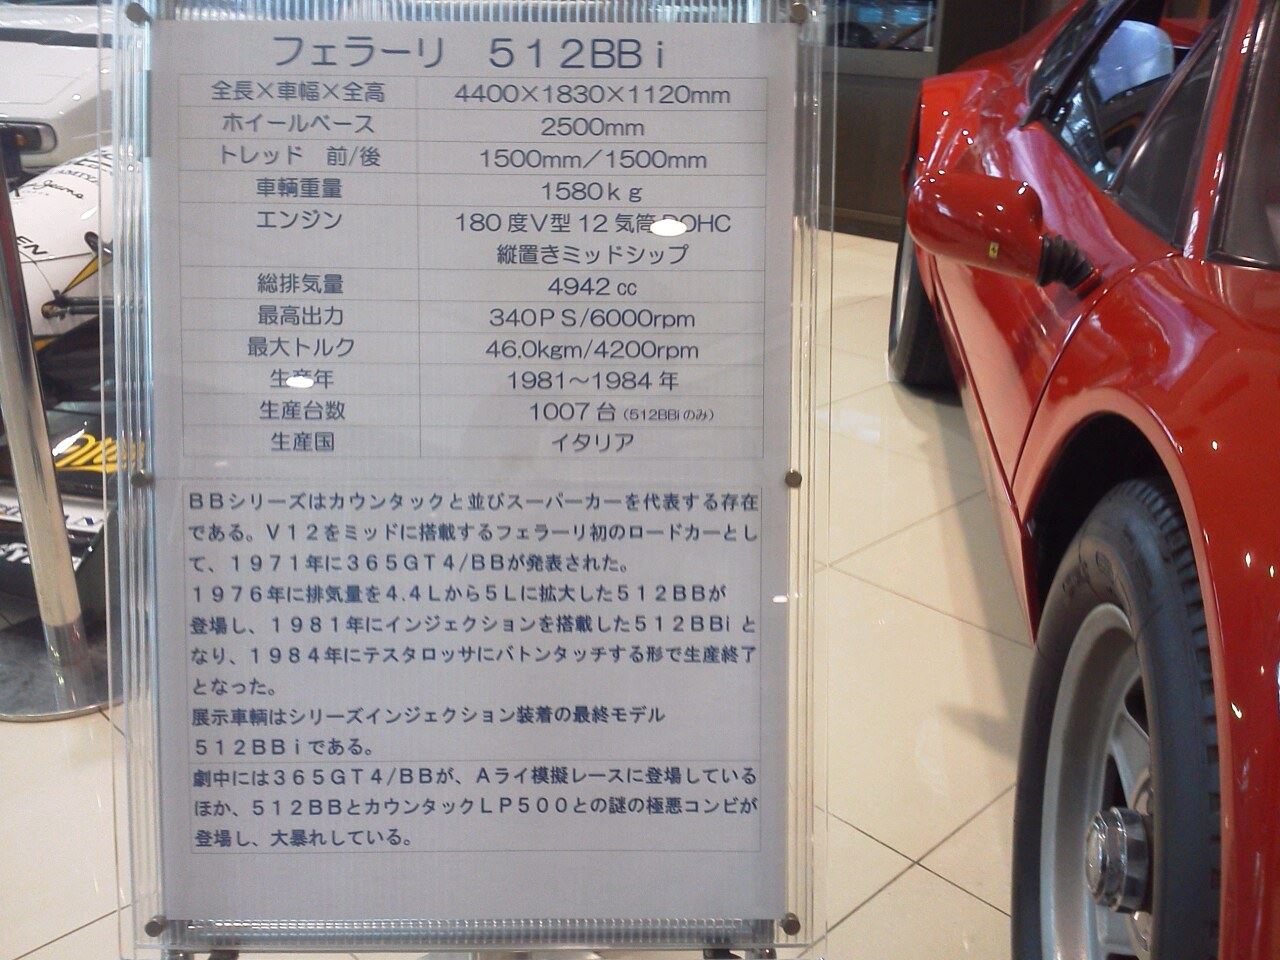 フェラーリ　５１２BBｉ
全長×車幅×全高　4400×1830×1120mm
ホイールベース　2500mm
トレッド　前/後　1500mm／1500mm
車輌重量　1580ｋｇ
エンジン　180度Ｖ型12気筒DOHC
縦置きミッドシップ
総排気量　4942㏄
最高出力　340ＰＳ/6000rpm
最大トルク　46.0kgm/4200rpm
生産年　1981～1984年
生産台数　1007台（512BBiのみ）
生産国　イタリア
ＢＢシリーズはカウンタックと並びスーパーカーを代表する存在
である。Ｖ１２をミッドに搭載するフェラーリ初のロードカーとし
て、１９７１年に３６５GT４/BBが発表された。
１９７６年に排気量を４.４Ｌから５Ｌに拡大した５１２BBが
登場し、１９８１年にインジェクションを搭載した５１２BBi と
なり、１９８４年にテスタロッサにバトンタッチする形で生産終了
となった。
展示車輌はシリーズインジェクション装着の最終モデル
５１２ＢＢｉである。
劇中には３６５GT４/BBが、Ａライ模擬レースに登場している
ほか、５１２BBとカウンタックＬＰ５００との謎の極悪コンビが
登場し、大暴れしている。